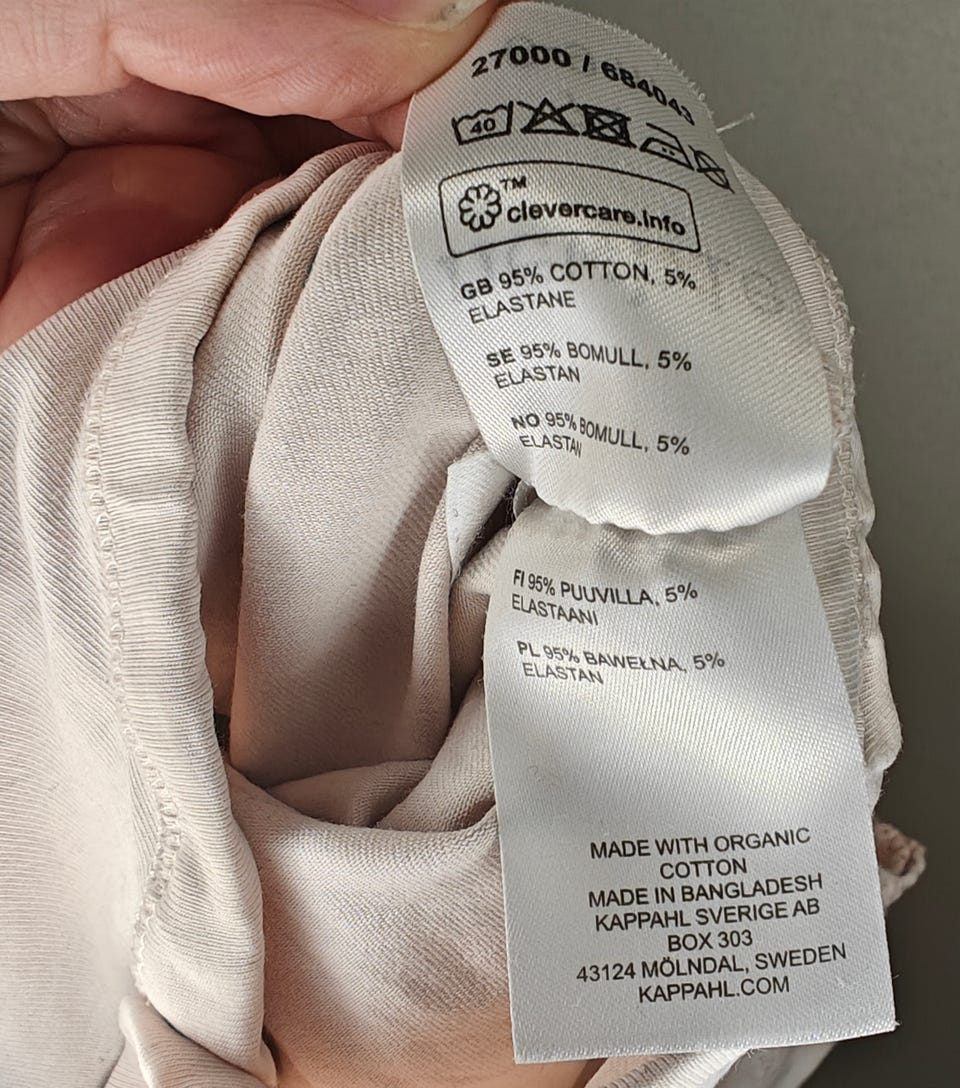 27000 / 684043
40
TM
clevercare.info
GB 95% COTTON, 5%
ELASTANE
SE 95% BOMULL, 5%
ELASTAN
NO 95% BOMULL, 5%
ELASTAN
FI 95% PUUVILLA, 5%
ELASTAANI
PL 95% BAWEŁNA, 5%
ELASTAN
MADE WITH ORGANIC
COTTON
MADE IN BANGLADESH
KAPPAHL SVERIGE AB
BOX 303
43124 MÖLNDAL, SWEDEN
KAPPAHL.COM